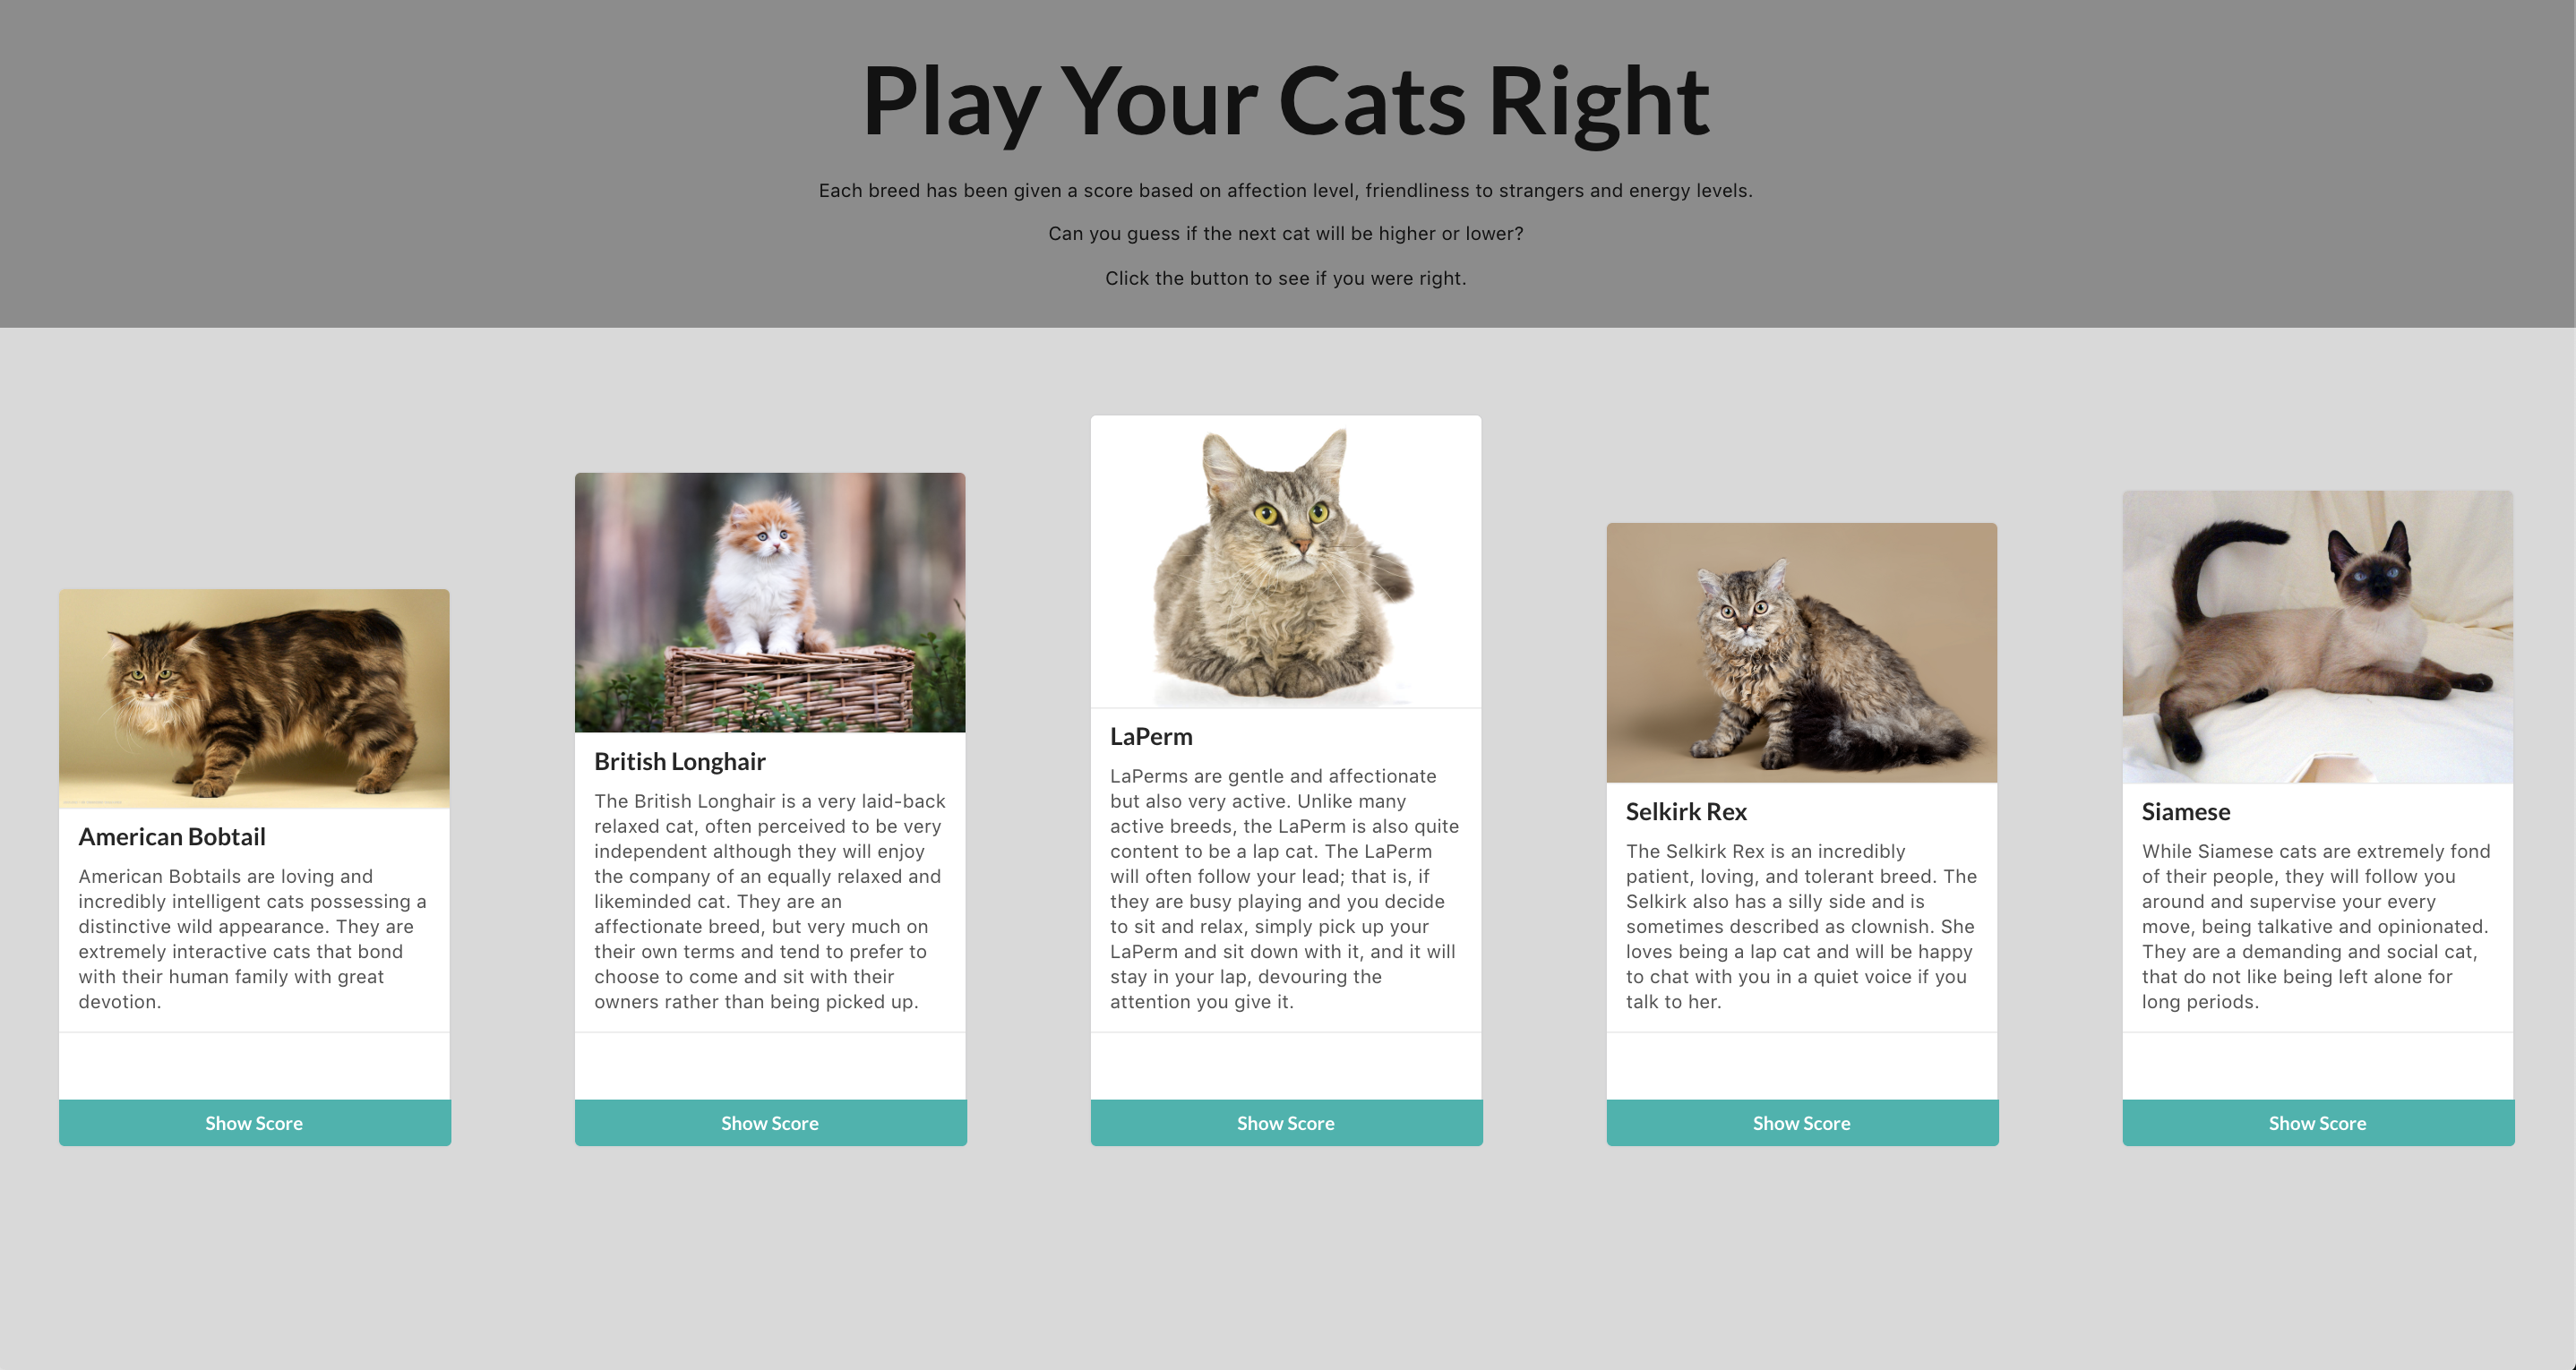 Play Your Cats Right
Each breed has been given a score based on affection level, friendliness to strangers and energy levels.
Can you guess if the next cat will be higher or lower?
Click the button to see if you were right.
American Bobtail
American Bobtails are loving and
incredibly intelligent cats possessing a
distinctive wild appearance. They are
extremely interactive cats that bond
with their human family with great
devotion.
Show Score
British Longhair
The British Longhair is a very laid-back
relaxed cat, often perceived to be very
independent although they will enjoy
the company of an equally relaxed and
likeminded cat. They are an
affectionate breed, but very much on
their own terms and tend to prefer to
choose to come and sit with their
owners rather than being picked up.
Show Score
LaPerm
LaPerms are gentle and affectionate
but also very active. Unlike many
active breeds, the LaPerm is also quite
content to be a lap cat. The LaPerm
will often follow your lead; that is, if
they are busy playing and you decide
to sit and relax, simply pick up your
LaPerm and sit down with it, and it will
stay in your lap, devouring the
attention you give it.
Show Score
Selkirk Rex
The Selkirk Rex is an incredibly
patient, loving, and tolerant breed. The
Selkirk also has a silly side and is
sometimes described as clownish. She
loves being a lap cat and will be happy
to chat with you in a quiet voice if you
talk to her.
Show Score
Siamese
While Siamese cats are extremely fond
of their people, they will follow you
around and supervise your every
move, being talkative and opinionated.
They are a demanding and social cat,
that do not like being left alone for
long periods.
Show Score